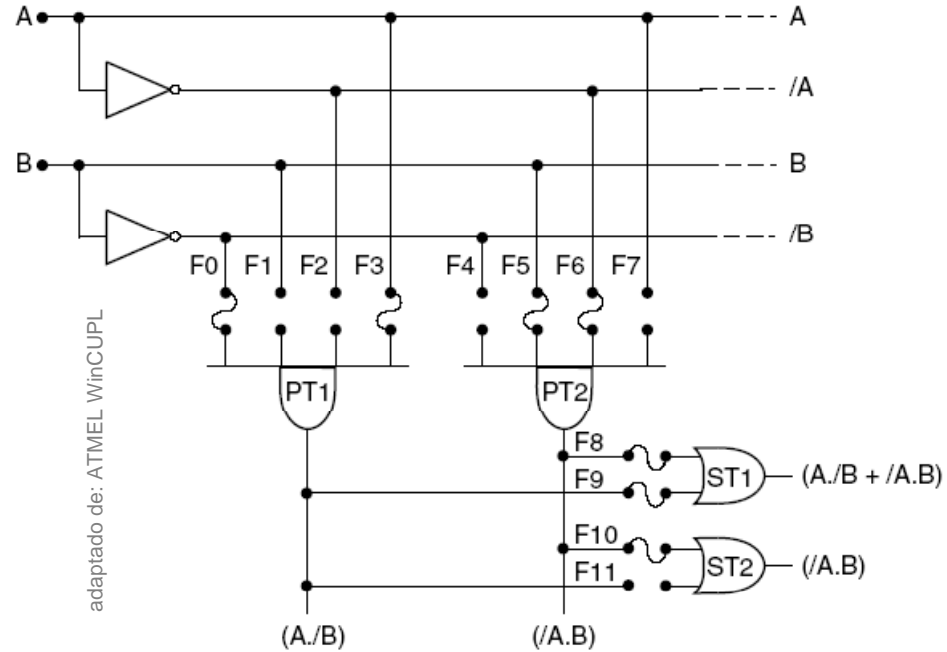 A A
/A
B B
/B
F0 F1 F2 F3 F4 F5 F6 F7
PT1 PT2
F8
ST1 (A./B + /A.B)
F9
F10
ST2 (/A.B)
F11
(A./B) (/A.B)
adaptado de: ATMEL WinCUPL